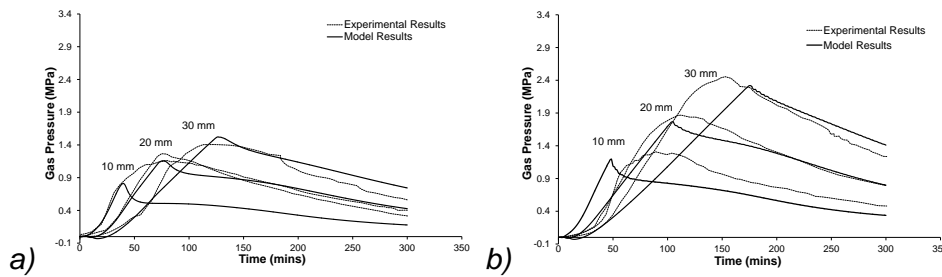 a)
Gas Pressure (MPa)
3.4
2.9
2.4
1.9
1.4
0.9
0.4
-0.1
Experimental Results
Model Results
30 mm
20 mm
10 mm
0 50 100 150 200 250 300 350
Time (mins)
b)
Gas Pressure (MPa)
3.4
2.9
2.4
1.9
1.4
0.9
0.4
-0.1
Experimental Results
Model Results
30 mm
20 mm
10 mm
0 50 100 150 200 250 300 350
Time (mins)